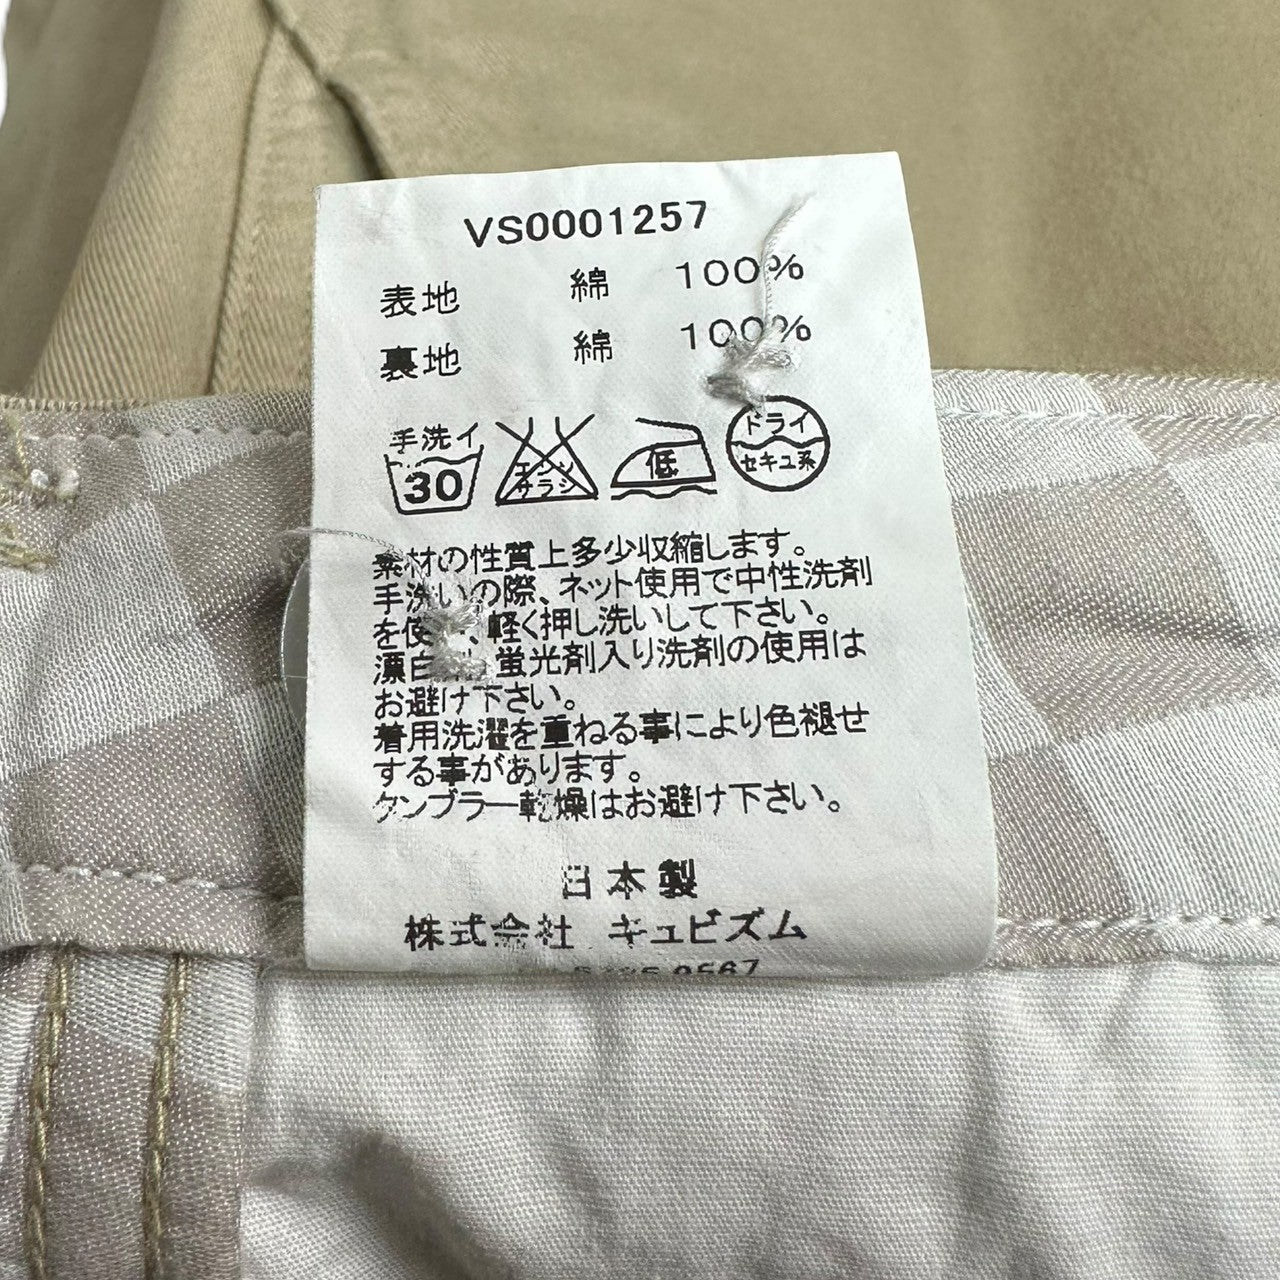 VS0001257
表地 綿 100%
裏地 綿 100%
手洗イ
30
エンソ
サラシ
低
ドライ
セキユ系
素材の性質上多少収縮します。
手洗いの際、ネット使用で中性洗剤
を使 、軽く押し洗いして下さい。
漂白 蛍光剤入り洗剤の使用は
お避け下さい。
着用洗濯を重ねる事により色褪せ
する事があります。
タンブラー乾燥はお避け下さい。
日本製
株式会社 キュビズム